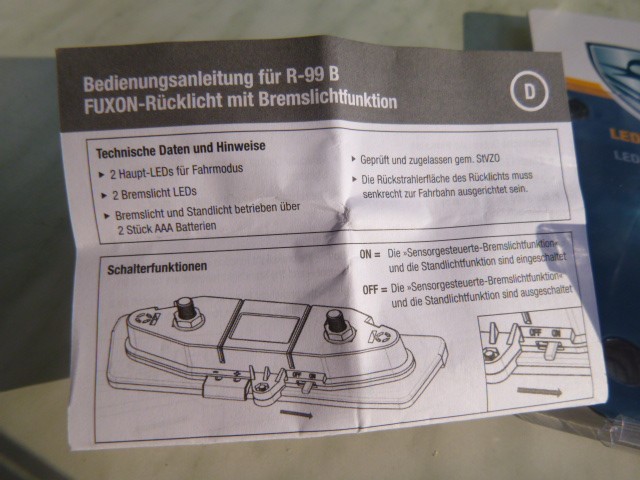 Bedienungsanleitung für R-99 B
FUXON-Rücklicht mit Bremslichtfunktion
D
Technische Daten und Hinweise
▸ 2 Haupt-LEDs für Fahrmodus
▸ 2 Bremslicht LEDs
▸ Bremslicht und Standlicht betrieben über
2 Stück AAA Batterien
▸ Geprüft und zugelassen gem. StVZO
▸ Die Rückstrahlerfläche des Rücklichts muss
senkrecht zur Fahrbahn ausgerichtet sein.
Schalterfunktionen
ON = Die »Sensorgesteuerte-Bremslichtfunktion«
und die Standlichtfunktion sind eingeschaltet
OFF = Die »Sensorgesteuerte-Bremslichtfunktion«
und die Standlichtfunktion sind ausgeschaltet
OFF ON
OFF ON
LED
LED